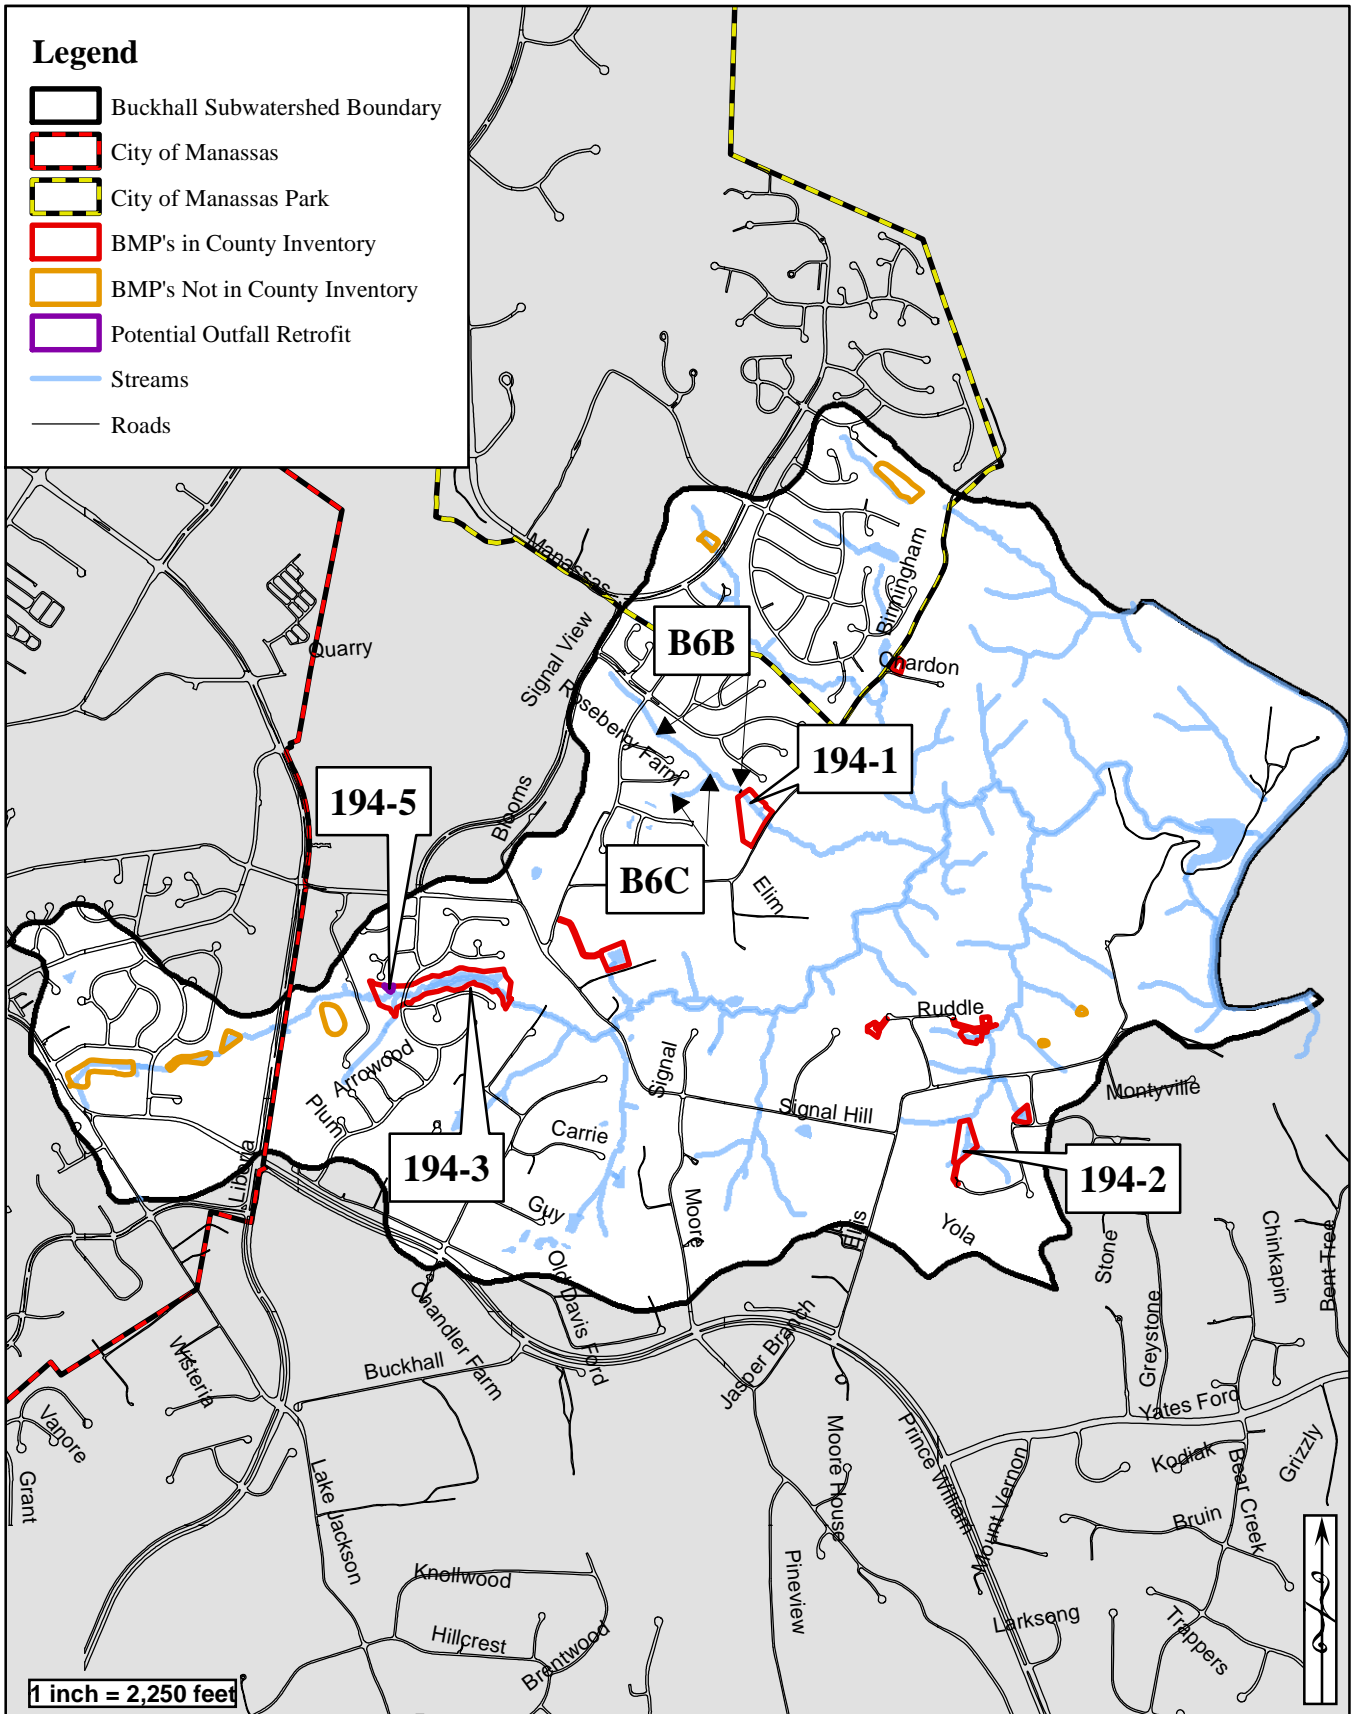 Legend
Buckhall Subwatershed Boundary
City of Manassas
City of Manassas Park
BMP's in County Inventory
BMP's Not in County Inventory
Potential Outfall Retrofit
Streams
Roads
Manassas
Birmingham
B6B
Quarry
Signal View
Chardon
Roseberry Farm
194-1
194-5
Blooms
B6C
Elim
Ruddle
Arrowood
Signal
Montyville
Plum
Signal Hill
Carrie
Liberia
194-3
194-2
Guy
Moore
Ellis
Yola
Stone
Chinkapin
Bent Tree
Old Davis Ford
Chandler Farm
Greystone
Jasper Branch
Wisteria
Buckhall
Yates Ford
Vanore
Prince William
Moore House
Kodiak
Grizzly
Grant
Lake Jackson
Mount Vernon
Bear Creek
Bruin
Knollwood
Pineview
Larksong
Trappers
Hillcrest
Brentwood
1 inch = 2,250 feet